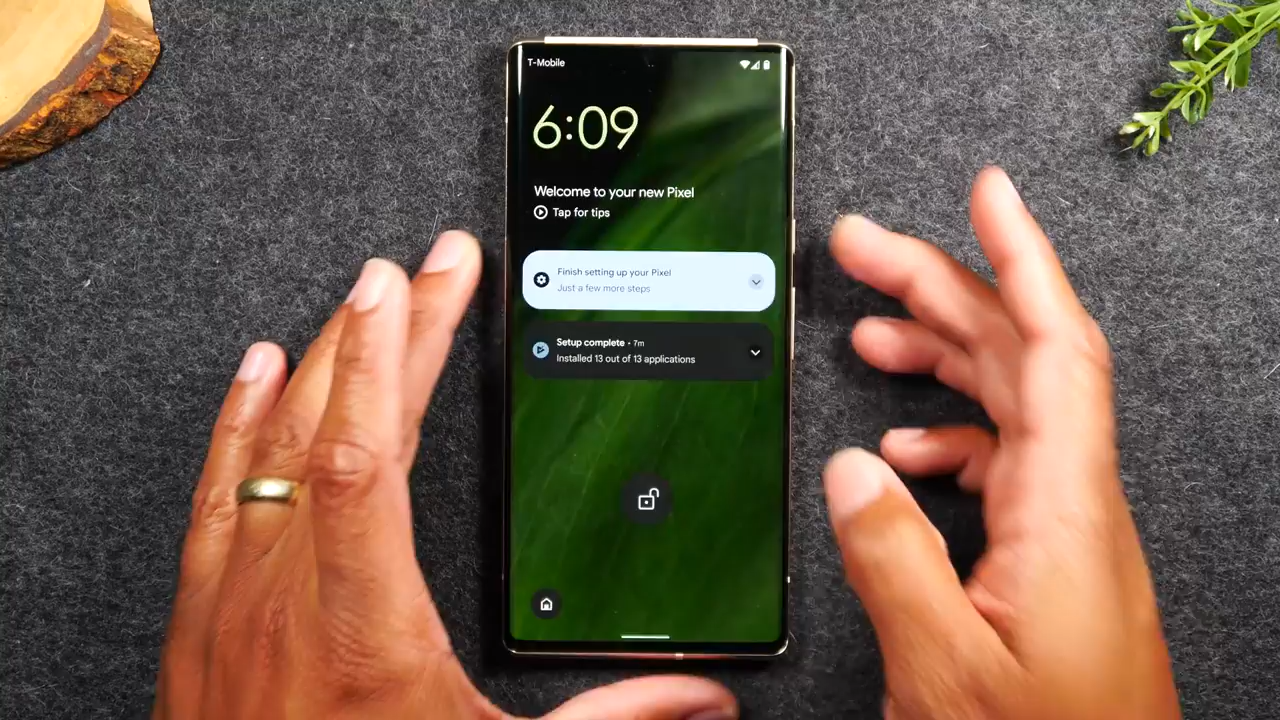 T-Mobile
6:09
Welcome to your new Pixel
Tap for tips
Finish setting up your Pixel
Just a few more steps
Setup complete • 7m
Installed 13 out of 13 applications